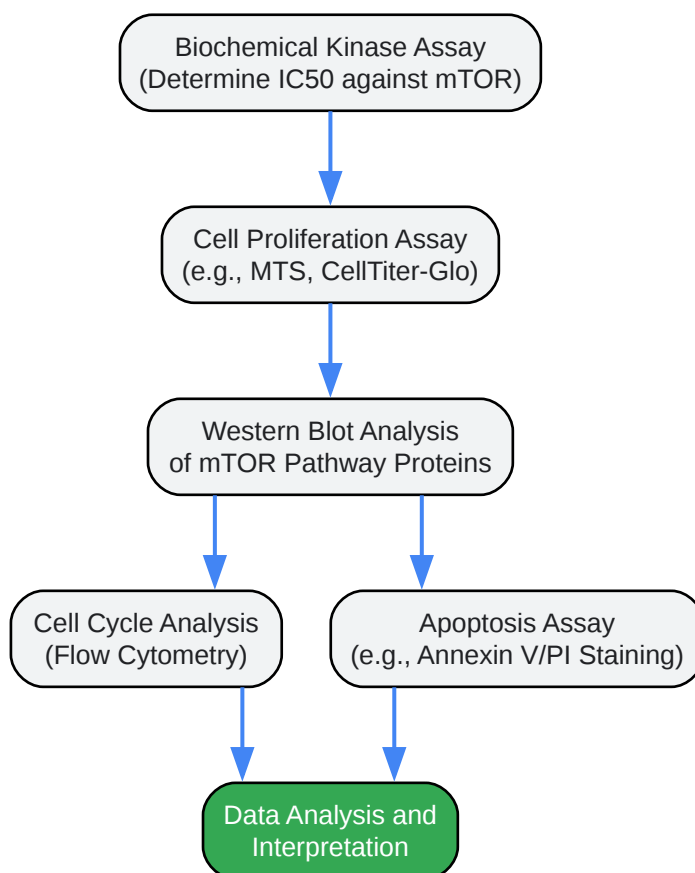 Biochemical Kinase Assay
(Determine IC50 against mTOR)
Cell Proliferation Assay
(e.g., MTS, CellTiter-Glo)
Western Blot Analysis
of mTOR Pathway Proteins
Cell Cycle Analysis
(Flow Cytometry)
Apoptosis Assay
(e.g., Annexin V/PI Staining)
Data Analysis and
Interpretation